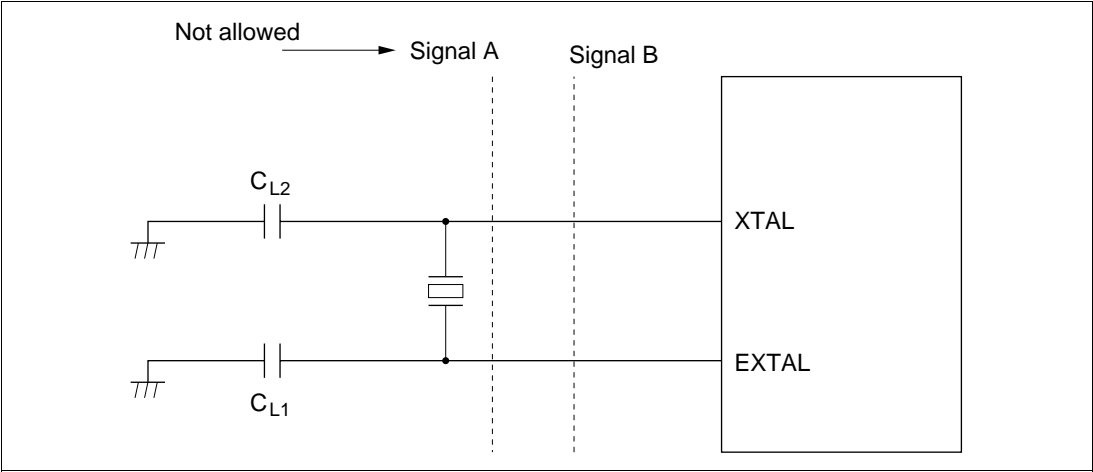 Not allowed
Signal A
Signal B
CL2
XTAL
EXTAL
CL1